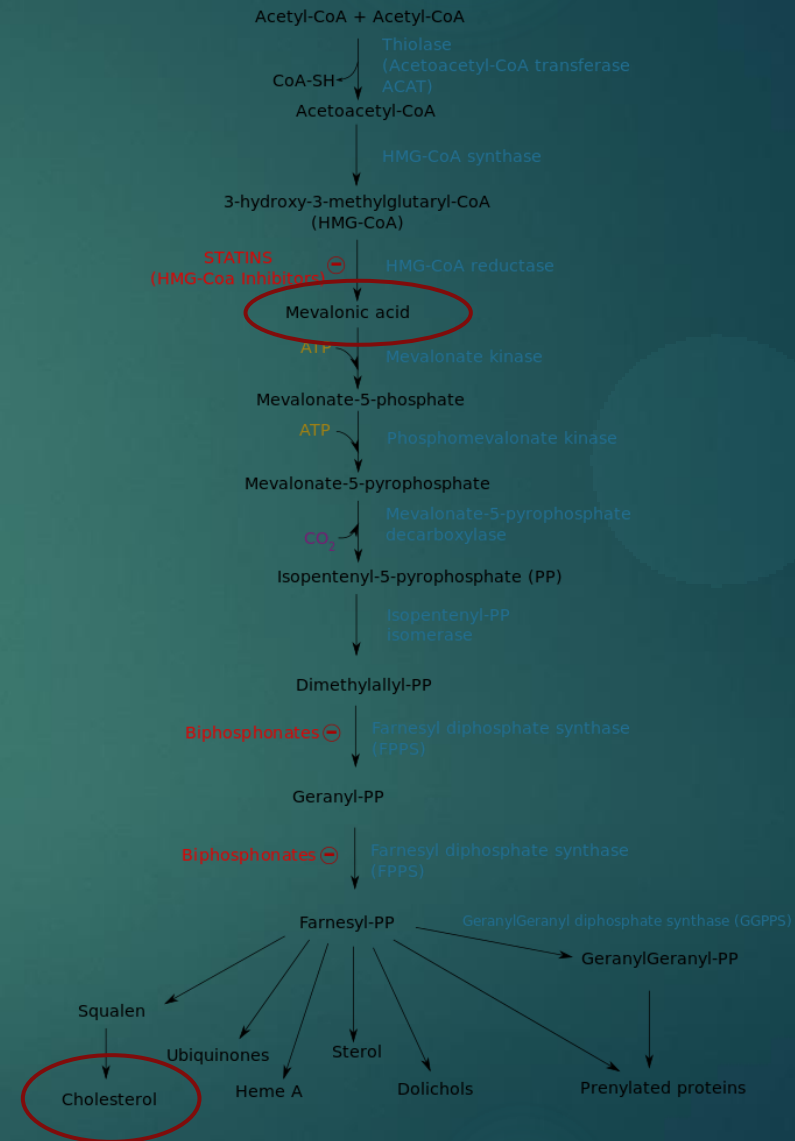 Acetyl-CoA + Acetyl-CoA
Thiolase
(Acetoacetyl-CoA transferase
ACAT)
CoA-SH
Acetoacetyl-CoA
HMG-CoA synthase
3-hydroxy-3-methylglutaryl-CoA
(HMG-CoA)
STATINS
(HMG-Coa Inhibitors)
HMG-CoA reductase
Mevalonic acid
ATP
Mevalonate kinase
Mevalonate-5-phosphate
ATP
Phosphomevalonate kinase
Mevalonate-5-pyrophosphate
Mevalonate-5-pyrophosphate
decarboxylase
CO2
Isopentenyl-5-pyrophosphate (PP)
Isopentenyl-PP
isomerase
Dimethylallyl-PP
Biphosphonates
Farnesyl diphosphate synthase
(FPPS)
Geranyl-PP
Biphosphonates
Farnesyl diphosphate synthase
(FPPS)
Farnesyl-PP
GeranylGeranyl diphosphate synthase (GGPPS)
GeranylGeranyl-PP
Squalen
Ubiquinones
Sterol
Cholesterol
Heme A
Dolichols
Prenylated proteins